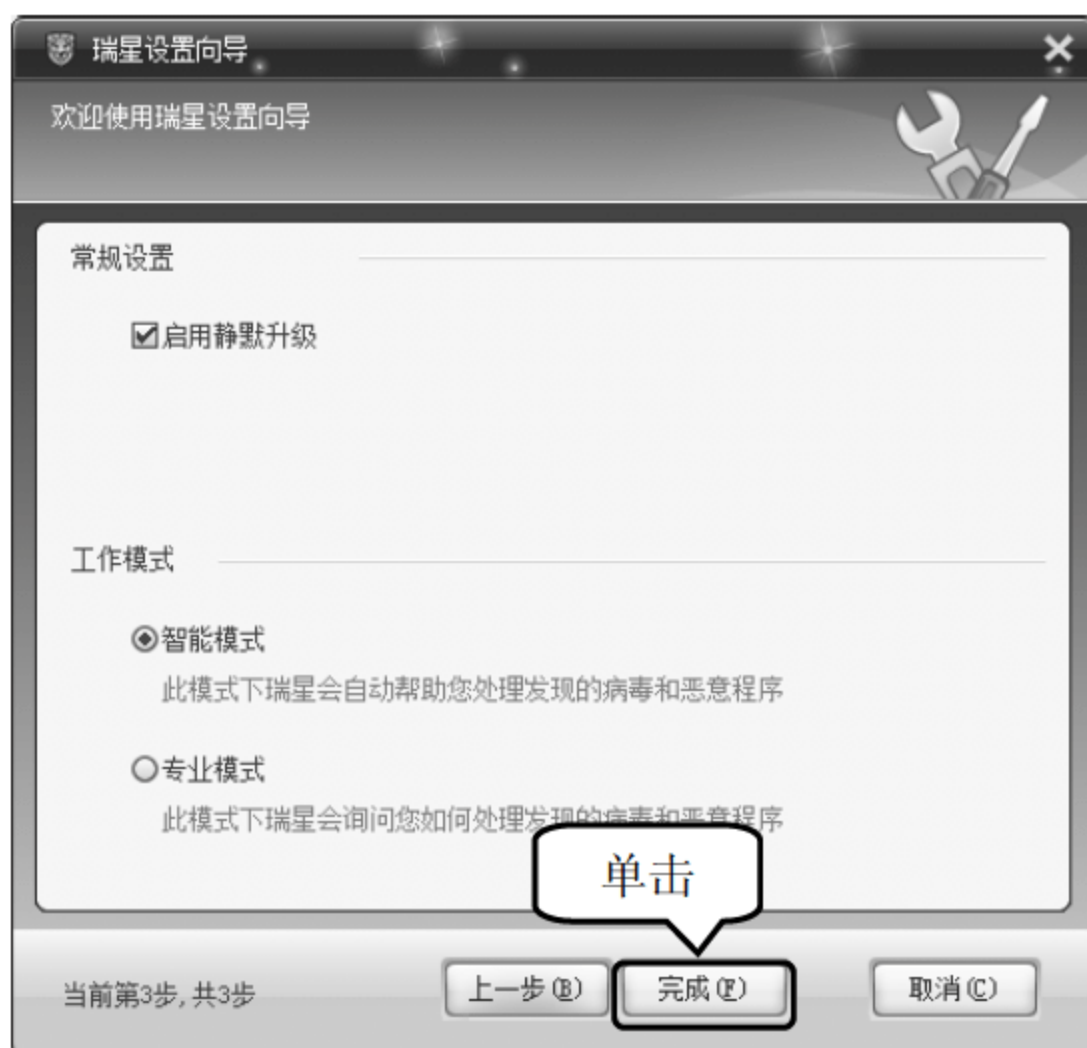 瑞星设置向导
欢迎使用瑞星设置向导
常规设置
启用静默升级
工作模式
智能模式
此模式下瑞星会自动帮助您处理发现的病毒和恶意程序
专业模式
此模式下瑞星会询问您如何处理发现的病毒和恶意程序
单击
当前第3步, 共3步
上一步(B)
完成(F)
取消(C)